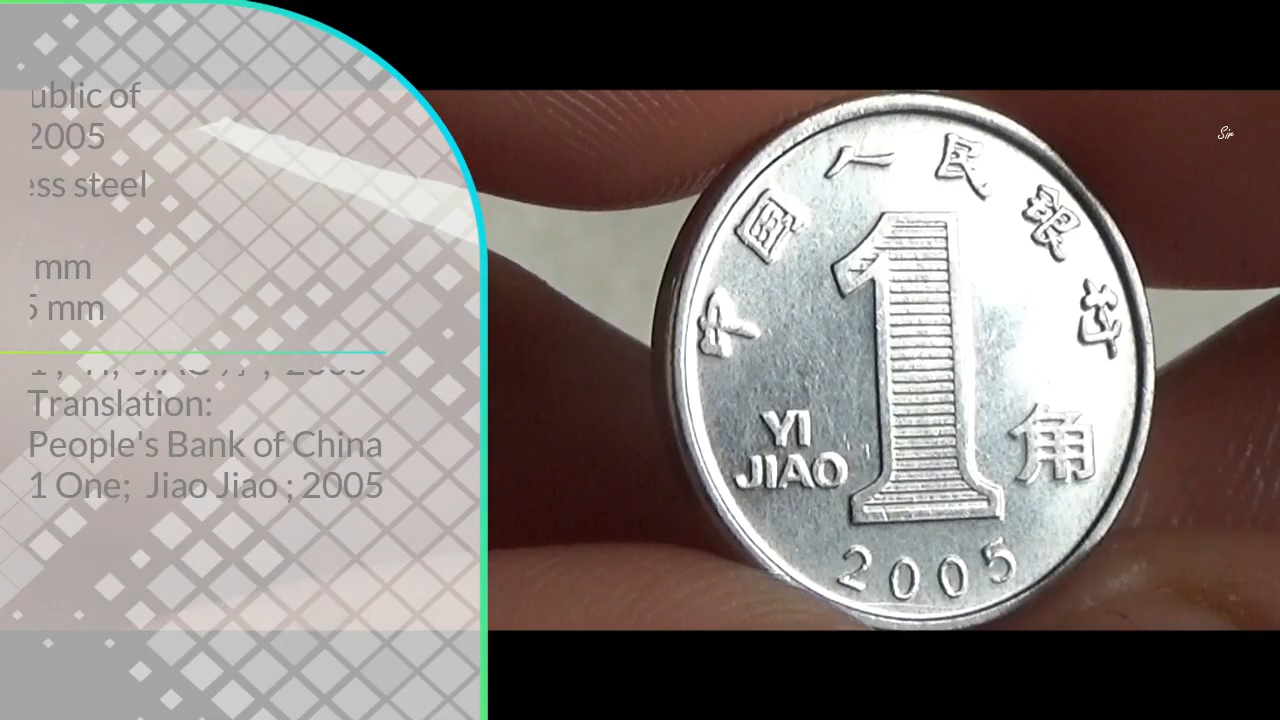 ublic of
2005
ess steel
mm
5 mm
Translation:
People's Bank of China
1 One;  Jiao Jiao ; 2005
中国人民银行
1
YI
JIAO
角
2005
Sir